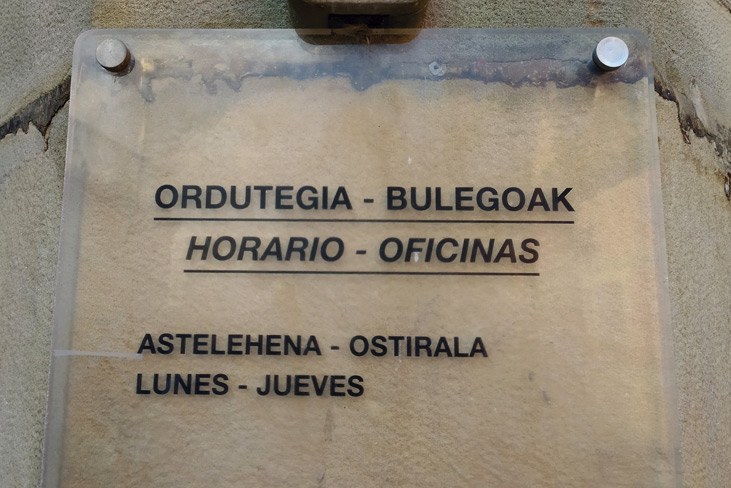 ORDUTEGIA - BULEGOAK
HORARIO - OFICINAS
ASTELEHENA - OSTIRALA
LUNES - JUEVES